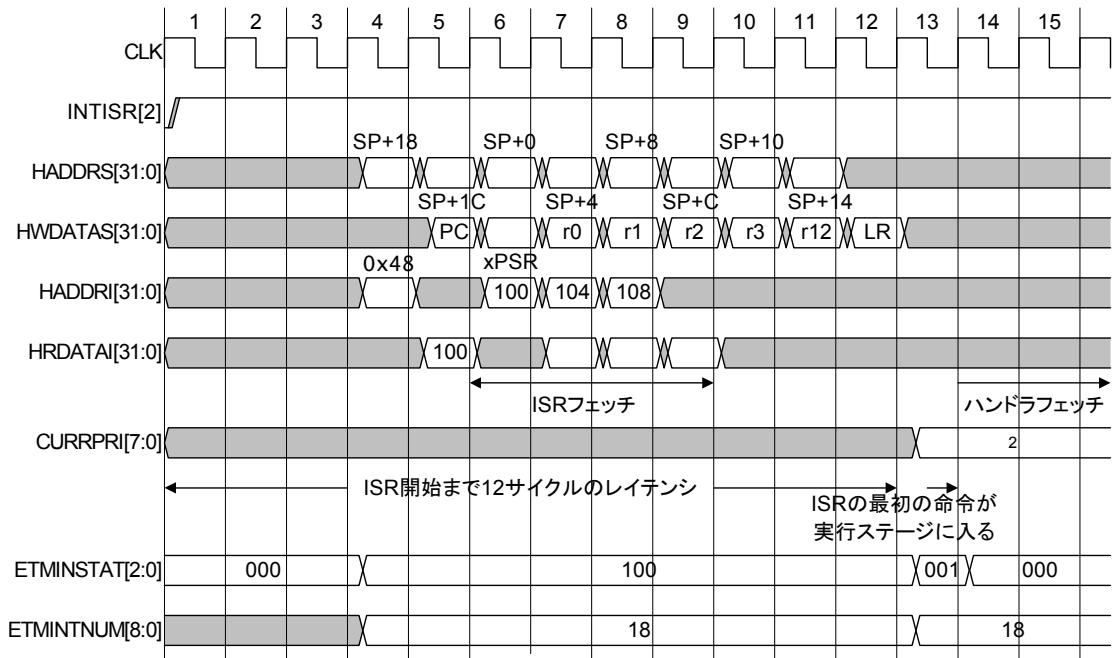 1 2 3 4 5 6 7 8 9 10 11 12 13 14 15
CLK
INTISR[2]
SP+18 SP+0 SP+8 SP+10
HADDRS[31:0]
SP+1C SP+4 SP+C SP+14
HWDATAS[31:0] PC r0 r1 r2 r3 r12 LR
0x48 xPSR
HADDRI[31:0] 100 104 108
HRDATAI[31:0] 100
ISRフェッチ ハンドラフェッチ
CURRPRI[7:0] 2
ISR開始まで12サイクルのレイテンシ
ISRの最初の命令が
実行ステージに入る
ETMINSTAT[2:0] 000 100 001 000
ETMINTNUM[8:0] 18 18